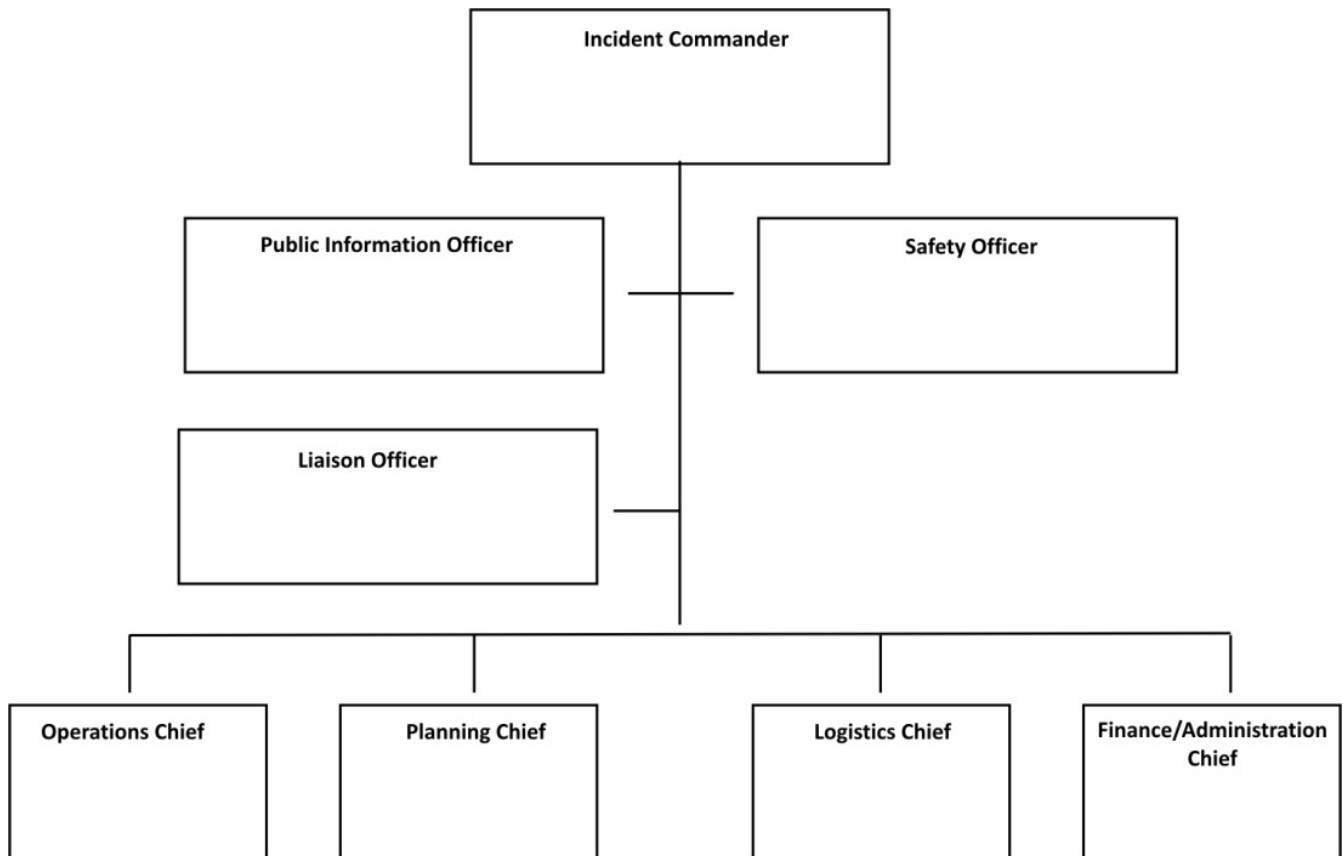 Incident Commander
Public Information Officer
Safety Officer
Liaison Officer
Operations Chief
Planning Chief
Logistics Chief
Finance/Administration
Chief